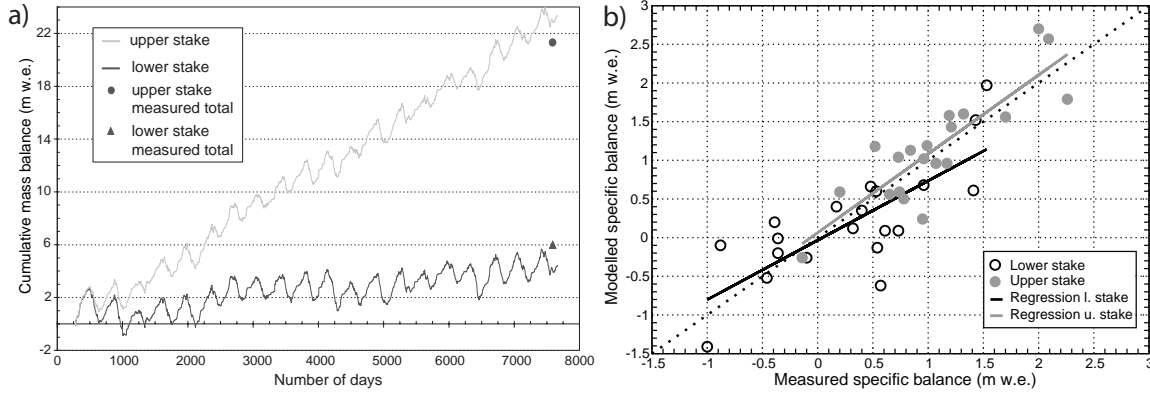 a)
Cumulative mass balance (m w.e.)
22
18
14
10
6
2
-2
upper stake
lower stake
upper stake
measured total
lower stake
measured total
0
1000
2000
3000
4000
5000
6000
7000
8000
Number of days
b)
Modelled specific balance (m w.e.)
3
2.5
2
1.5
1
0.5
0
-0.5
-1
-1.5
Lower stake
Upper stake
Regression l. stake
Regression u. stake
-1.5
-1
-0.5
0
0.5
1
1.5
2
2.5
3
Measured specific balance (m w.e.)